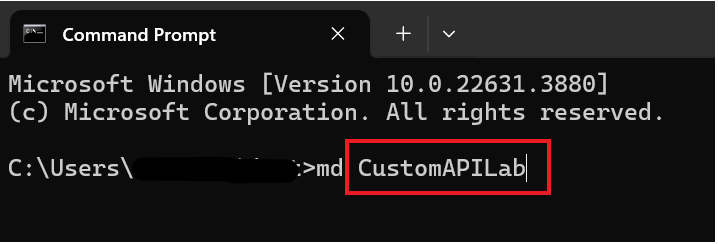 Command Prompt
Microsoft Windows [Version 10.0.22631.3880]
(c) Microsoft Corporation. All rights reserved.
C:\Users\ >md CustomAPILab